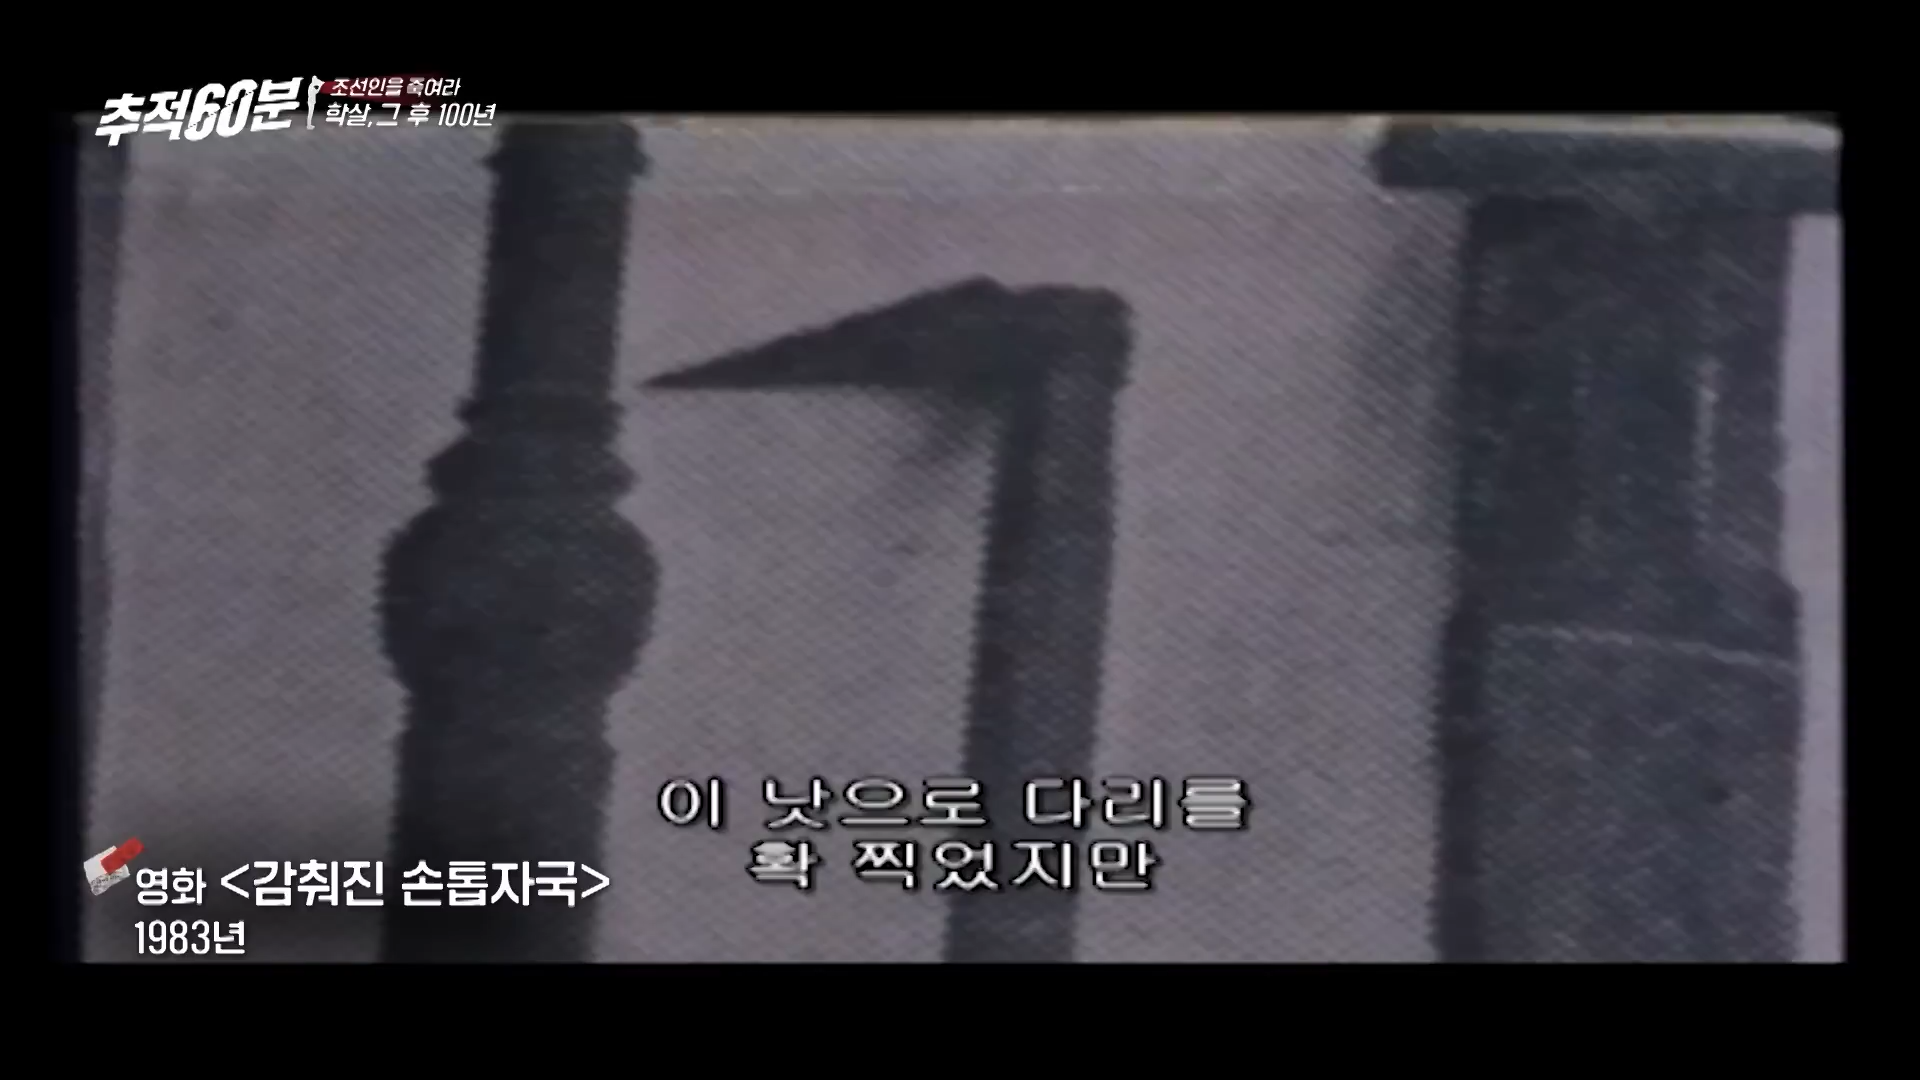 추적60분
조선인을 죽여라
학살, 그 후 100년
이 낫으로 다리를
확 찍었지만
영화 <감춰진 손톱자국>
1983년